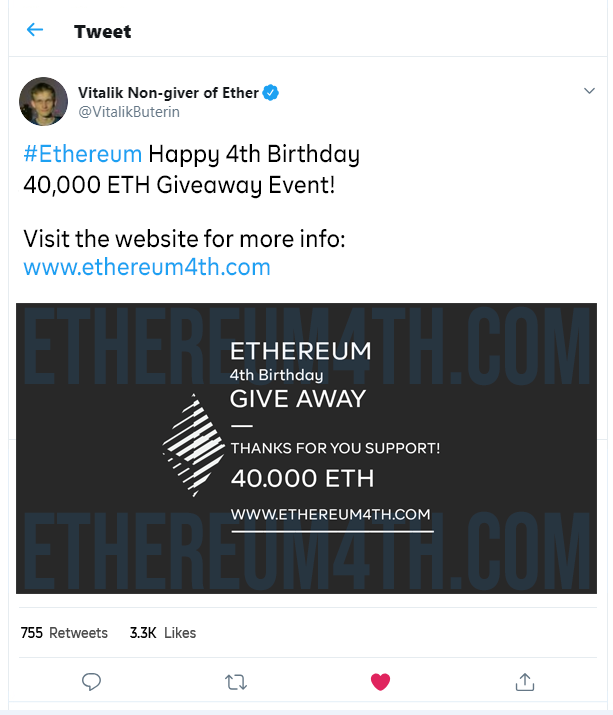 Tweet
Vitalik Non-giver of Ether
@VitalikButerin
#Ethereum Happy 4th Birthday
40,000 ETH Giveaway Event!
Visit the website for more info:
www.ethereum4th.com
ETHEREUM4TH.COM
ETHEREUM
4th Birthday
GIVE AWAY
THANKS FOR YOU SUPPORT!
40.000 ETH
WWW.ETHEREUM4TH.COM
ETHEREUM4TH.COM
755 Retweets 3.3K Likes